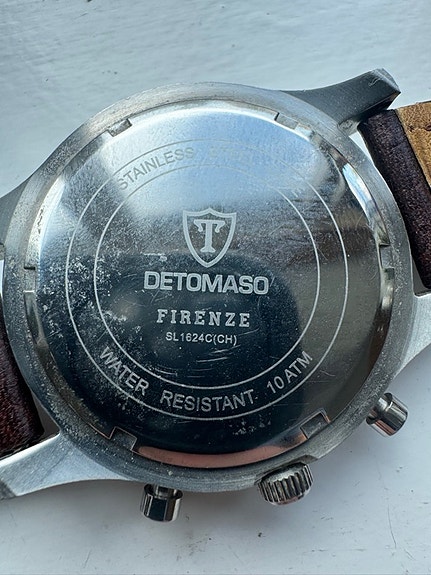 STAINLESS
T
DETOMASO
FIRENZE
SL1624C(CH)
WATER RESISTANT 10 ATM